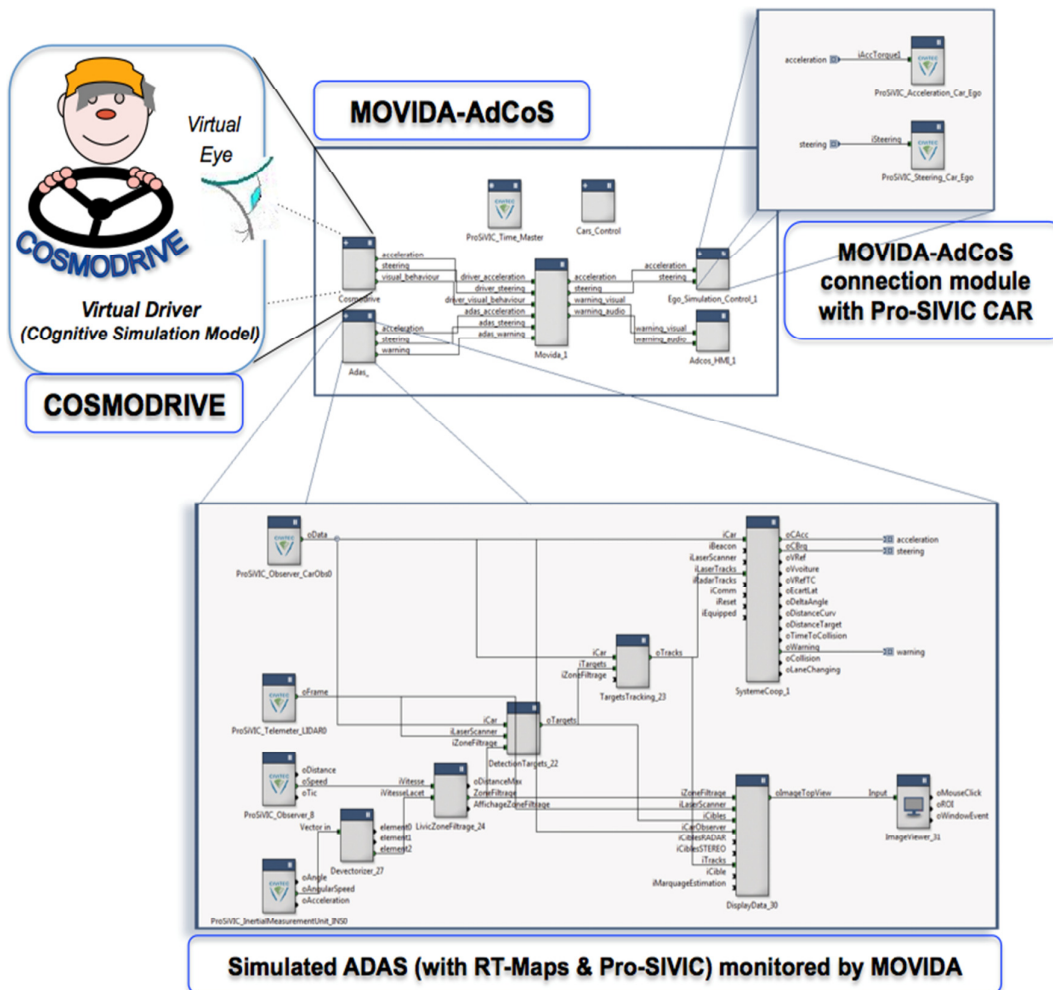 Virtual
Eye
COSMODRIVE
Virtual Driver
(COgnitive Simulation Model)
COSMODRIVE
MOVIDA-AdCoS
ProSiVIC_Time_Master
Cars_Control
acceleration
steering
visual_behaviour
Cosmodrive
acceleration
steering
warning
Adas_
driver_acceleration
driver_steering
driver_visual_behaviour
adas_acceleration
adas_steering
adas_warning
Movida_1
acceleration
steering
warning_visual
warning_audio
acceleration
steering
Ego_Simulation_Control_1
warning_visual
warning_audio
Adcos_HMI_1
acceleration
iAccTorque1
ProSiVIC_Acceleration_Car_Ego
steering
iSteering
ProSiVIC_Steering_Car_Ego
MOVIDA-AdCoS
connection module
with Pro-SIVIC CAR
oData
ProSiVIC_Observer_CarObs0
CIVITEC
oFrame
ProSiVIC_Telemeter_LIDAR0
oDistance
oSpeed
oTic
ProSiVIC_Observer_8
Vector in
element0
element1
element2
Devectorizer_27
oAngle
oAngularSpeed
oAcceleration
ProSiVIC_InertialMeasurementUnit_INS0
iVitesse
iVitesseLacet
oDistanceMax
ZoneFiltrage
AffichageZoneFiltrage
LivicZoneFiltrage_24
iCar
iLaserScanner
iZoneFiltrage
oTargets
DetectionTargets_22
iCar
iTargets
iZoneFiltrage
oTracks
TargetsTracking_23
iCar
iBeacon
iLaserScanner
iLaserTracks
iRadarTracks
iComm
iReset
iEquipped
oCAcc
oCBrq
oVRef
oVvoiture
oVRefTC
oEcartLat
oDeltaAngle
oDistanceCurv
oDistanceTarget
oTimeToCollision
oWarning
oCollision
oLaneChanging
SystemeCoop_1
acceleration
steering
warning
iZoneFiltrage
iLaserScanner
iCibles
iCarObserver
iCiblesRADAR
iCiblesSTEREO
iTracks
iCible
iMarquageEstimation
oImageTopView
DisplayData_30
Input
oMouseClick
oROI
oWindowEvent
ImageViewer_31
Simulated ADAS (with RT-Maps & Pro-SIVIC) monitored by MOVIDA